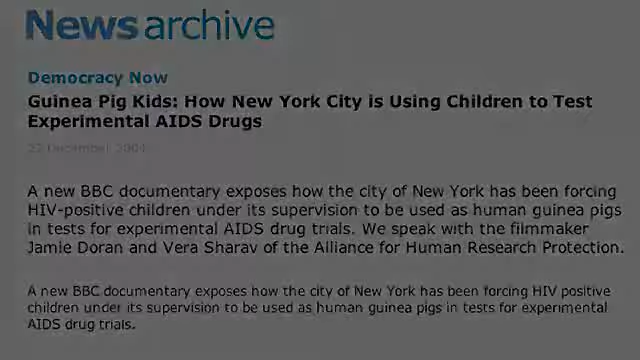 News archive
Democracy Now
Guinea Pig Kids: How New York City is Using Children to Test
Experimental AIDS Drugs
22 December 2004
A new BBC documentary exposes how the city of New York has been forcing
HIV-positive children under its supervision to be used as human guinea pigs
in tests for experimental AIDS drug trials. We speak with the filmmaker
Jamie Doran and Vera Sharav of the Alliance for Human Research Protection.
A new BBC documentary exposes how the city of New York has been forcing HIV positive
children under its supervision to be used as human guinea pigs in tests for experimental
AIDS drug trials.